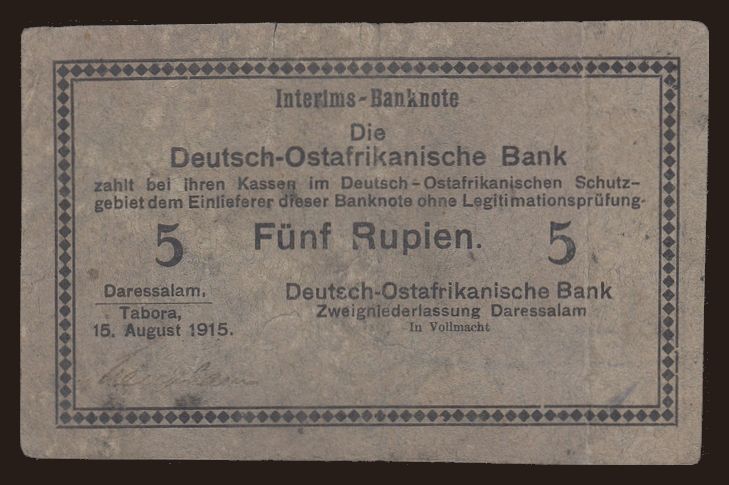 Interims-Banknote
Die
Deutsch-Ostafrikanische Bank
zahlt bei ihren Kassen im Deutsch-Ostafrikanischen Schutz-
gebiet dem Einlieferer dieser Banknote ohne Legitimationsprüfung
5 Fünf Rupien. 5
Daressalam,
Tabora,
15. August 1915.
Deutsch-Ostafrikanische Bank
Zweigniederlassung Daressalam
In Vollmacht